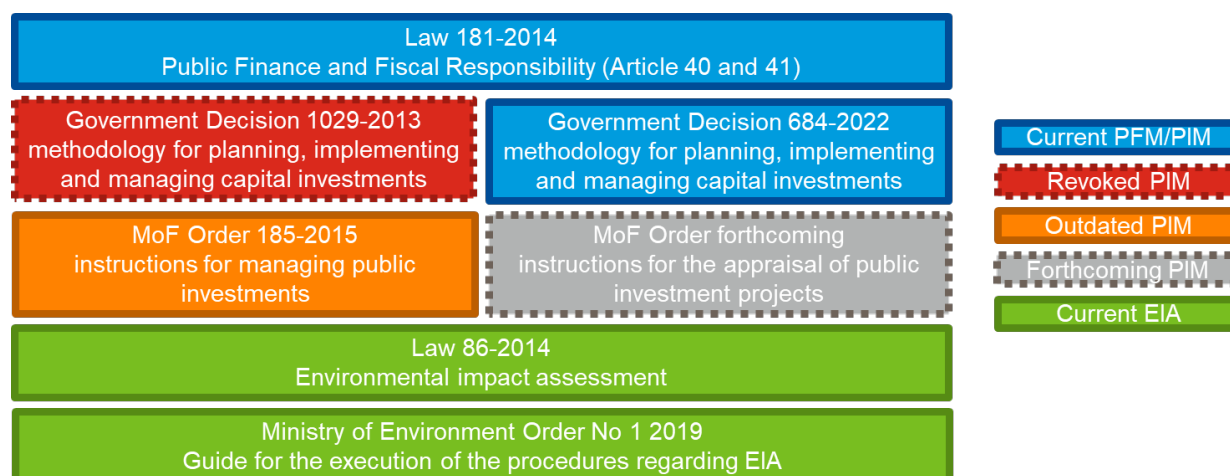 Law 181-2014
Public Finance and Fiscal Responsibility (Article 40 and 41)
Government Decision 1029-2013
methodology for planning, implementing
and managing capital investments
Government Decision 684-2022
methodology for planning, implementing
and managing capital investments
MoF Order 185-2015
instructions for managing public
investments
MoF Order forthcoming
instructions for the appraisal of public
investment projects
Law 86-2014
Environmental impact assessment
Ministry of Environment Order No 1 2019
Guide for the execution of the procedures regarding EIA
Current PFM/PIM
Revoked PIM
Outdated PIM
Forthcoming PIM
Current EIA